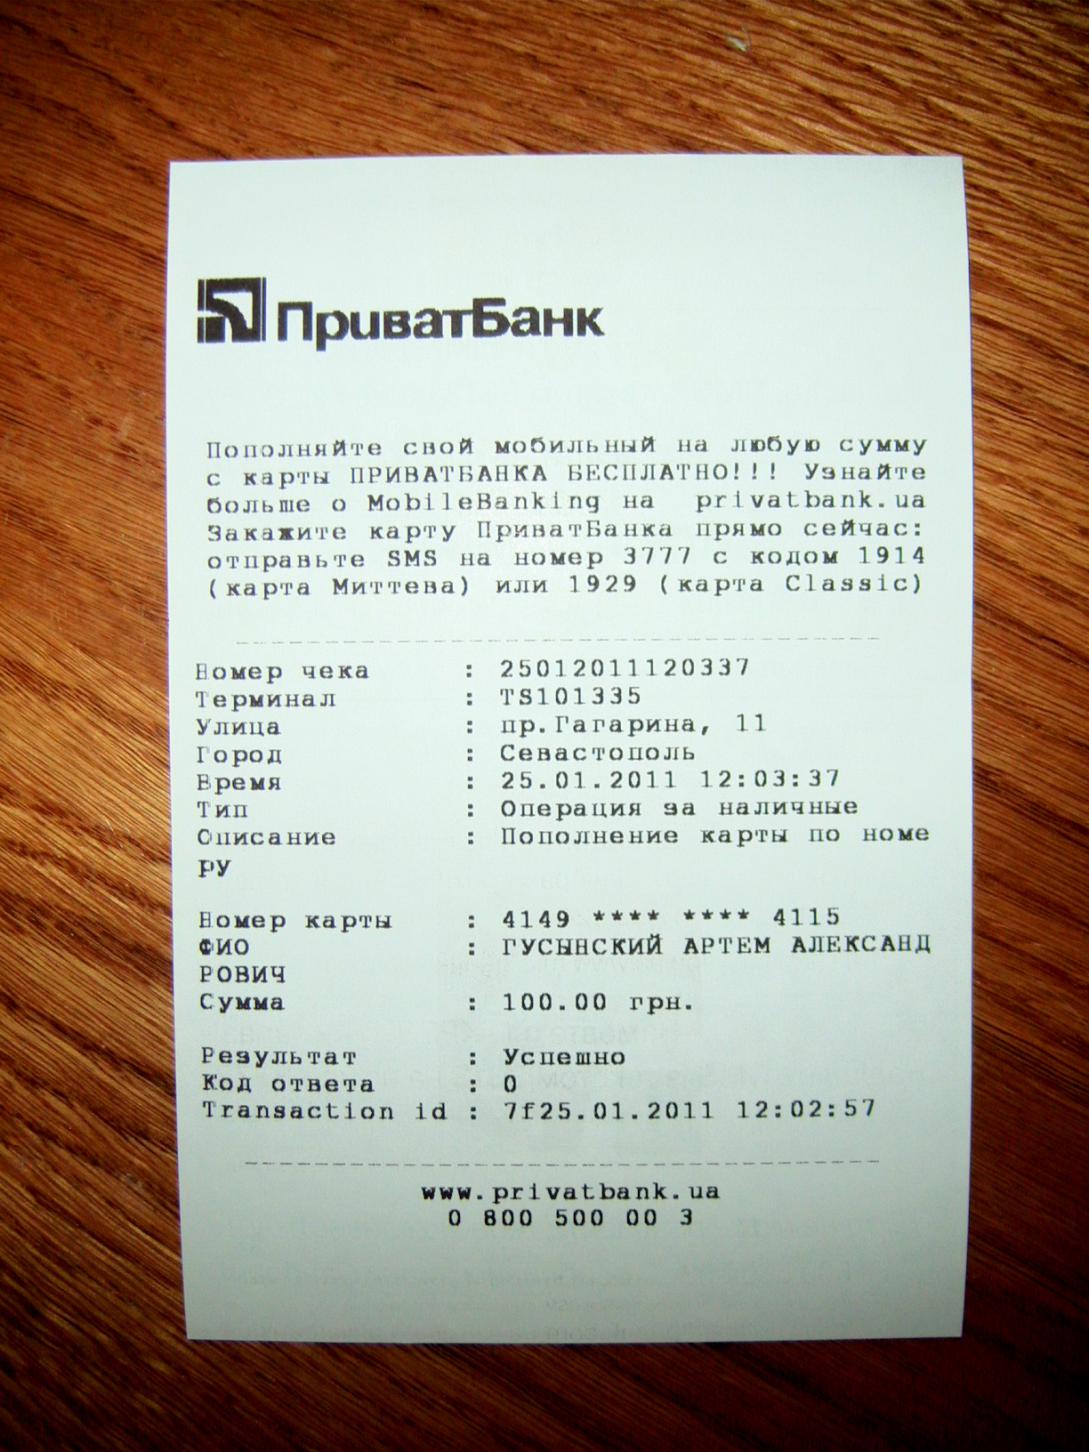 ПриватБанк
Пополняйте свой мобильный на любую сумму
с карты ПРИВАТБАНКА БЕСПЛАТНО!!! Узнайте
больше о MobileBanking на privatbank.ua
Закажите карту ПриватБанка прямо сейчас:
отправьте SMS на номер 3777 с кодом 1914
(карта Миттева) или 1929 (карта Classic)
Номер чека : 25012011120337
Терминал : TS101335
Улица : пр.Гагарина, 11
Город : Севастополь
Время : 25.01.2011 12:03:37
Тип : Операция за наличные
Описание : Пополнение карты по номе
ру
Номер карты : 4149 **** **** 4115
ФИО : ГУСЫНСКИЙ АРТЕМ АЛЕКСАНД
РОВИЧ
Сумма : 100.00 грн.
Результат : Успешно
Код ответа : 0
Transaction id : 7f25.01.2011 12:02:57
www.privatbank.ua
0 800 500 00 3